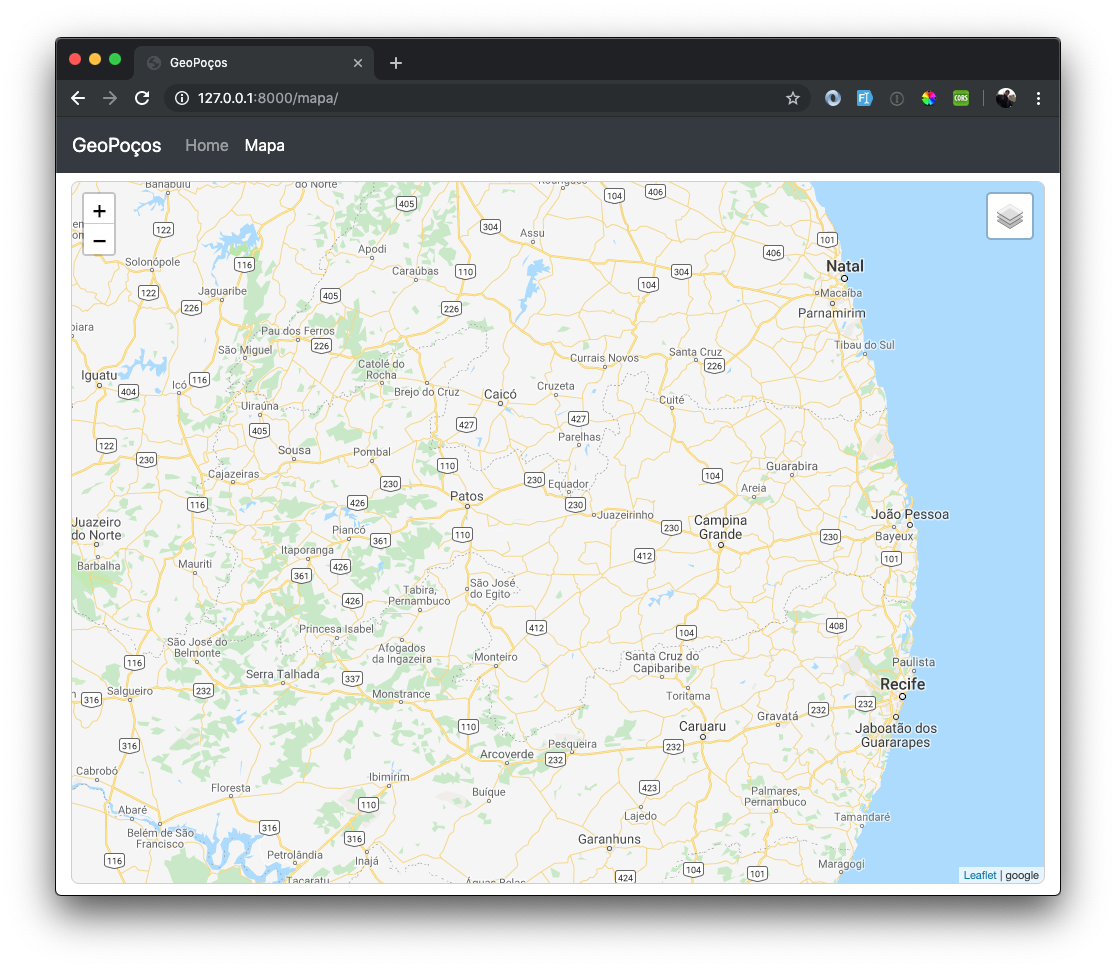 GeoPoços
127.0.0.1:8000/mapa/
CORS
GeoPoços Home Mapa
Banabuiú
do Norte
+
−
405
104
406
304
122
Assu
101
116
Apodi
406
Solonópole
Natal
Caraúbas
110
304
104
122
Jaguaribe
405
Macaíba
226
226
Parnamirim
Pau dos Ferros
226
Tibau do Sul
São Miguel
Currais Novos
Santa Cruz
226
Catolé do
Rocha
Iguatu
116
Icó
404
Brejo do Cruz
Caicó
Cruzeta
Cuité
Uiraúna
405
427
427
Parelhas
122
230
Sousa
Pombal
110
Guarabira
Cajazeiras
230
230
Equador
104
Areia
116
426
Patos
230
Juazeirinho
Juazeiro
do Norte
Campina
Grande
João Pessoa
Bayeux
Piancó
361
110
230
230
Itaporanga
412
101
Barbalha
Mauriti
426
361
São José
do Egito
Tabira,
Pernambuco
426
Princesa Isabel
412
104
408
São José do
Belmonte
Afogados
da Ingazeira
116
Monteiro
Santa Cruz do
Capibaribe
Paulista
Serra Talhada
337
Recife
Salgueiro
232
316
Monstrance
Toritama
232
232
Gravatá
110
Caruaru
Jaboatão dos
Guararapes
316
Arcoverde
Pesqueira
232
232
Cabrobó
Ibimirim
Floresta
Buíque
423
Palmares,
Pernambuco
Abaré
110
Lajedo
Tamandaré
Belém de São
Francisco
316
316
Garanhuns
116
Petrolândia
Inajá
Maragogi
Tacaratu
Águas Belas
424
104
101
Leaflet | google